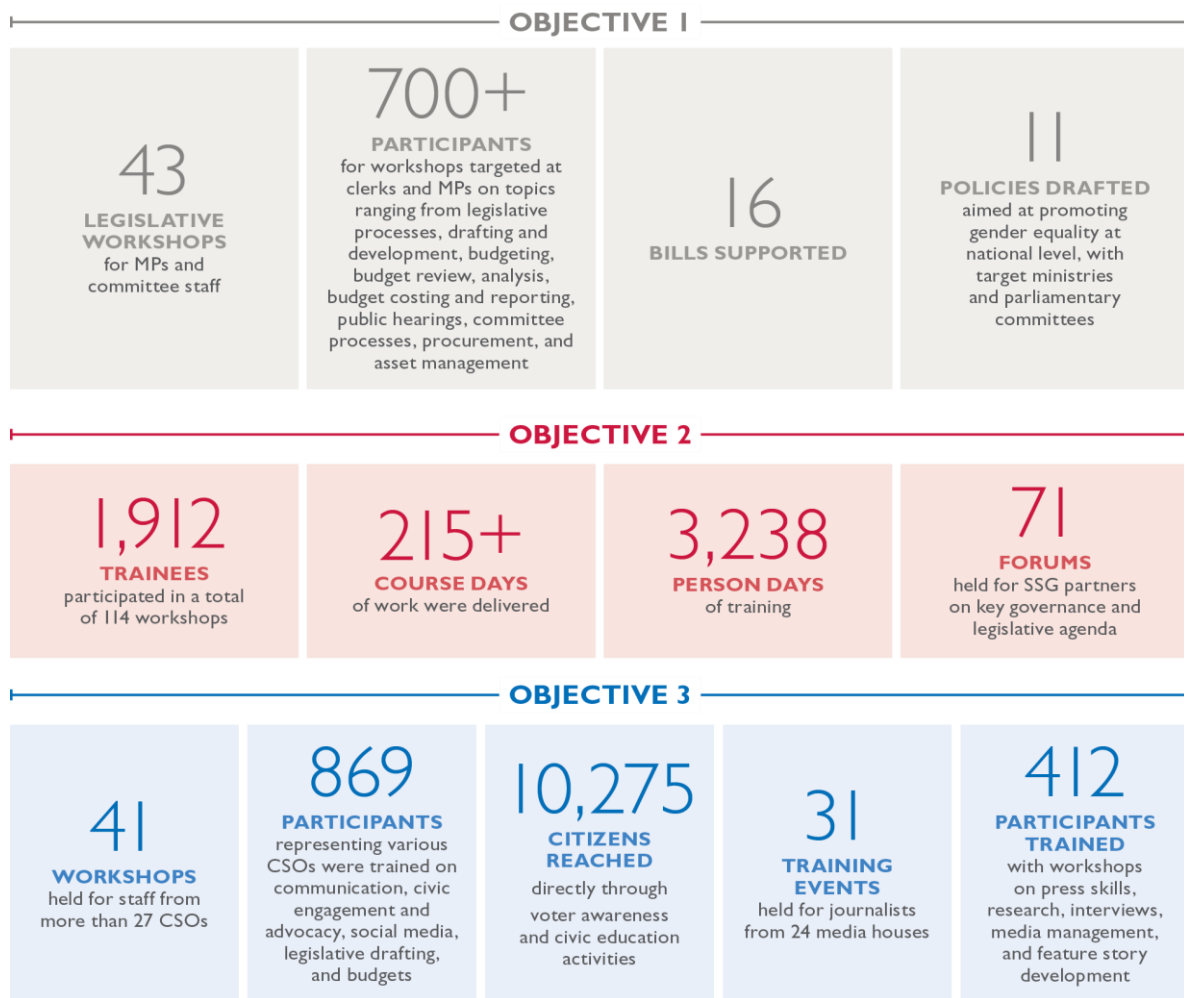 OBJECTIVE 1
43
LEGISLATIVE
WORKSHOPS
for MPs and
committee staff
700+
PARTICIPANTS
for workshops targeted at
clerks and MPs on topics
ranging from legislative
processes, drafting and
development, budgeting,
budget review, analysis,
budget costing and reporting,
public hearings, committee
processes, procurement, and
asset management
16
BILLS SUPPORTED
11
POLICIES DRAFTED
aimed at promoting
gender equality at
national level, with
target ministries
and parliamentary
committees
OBJECTIVE 2
1,912
TRAINEES
participated in a total
of 114 workshops
215+
COURSE DAYS
of work were delivered
3,238
PERSON DAYS
of training
71
FORUMS
held for SSG partners
on key governance and
legislative agenda
OBJECTIVE 3
41
WORKSHOPS
held for staff from
more than 27 CSOs
869
PARTICIPANTS
representing various
CSOs were trained on
communication, civic
engagement and
advocacy, social media,
legislative drafting,
and budgets
10,275
CITIZENS
REACHED
directly through
voter awareness
and civic education
activities
31
TRAINING
EVENTS
held for journalists
from 24 media houses
412
PARTICIPANTS
TRAINED
with workshops
on press skills,
research, interviews,
media management,
and feature story
development